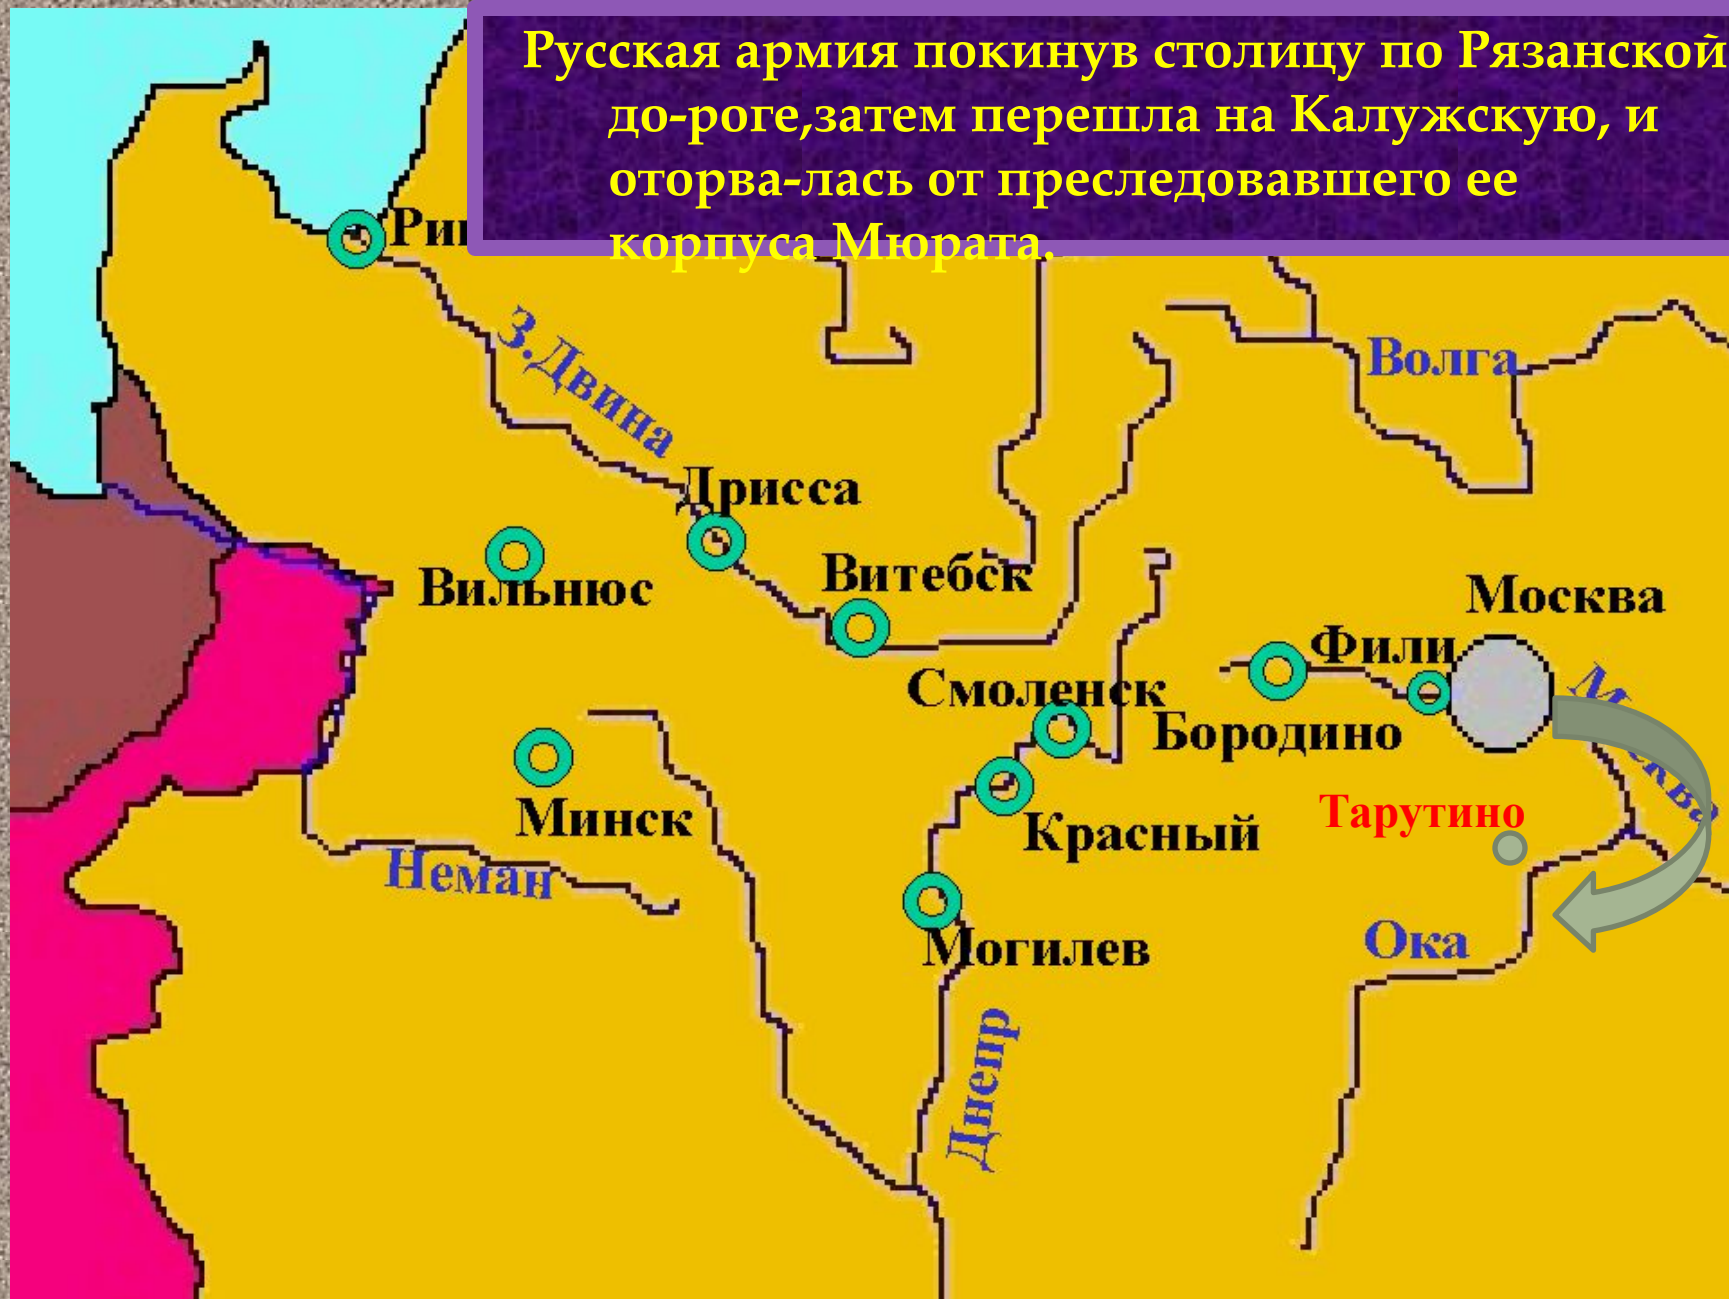 Русская армия покинув столицу по Рязанской
до-роге,затем перешла на Калужскую, и
оторва-лась от преследовавшего ее
корпуса Мюрата.
З.Двина
Волга
Дрисса
Витебск
Вильнюс
Москва
Фили
Смоленск
Бородино
Тарутино
Минск
Красный
Неман
Ока
Могилев
Днепр